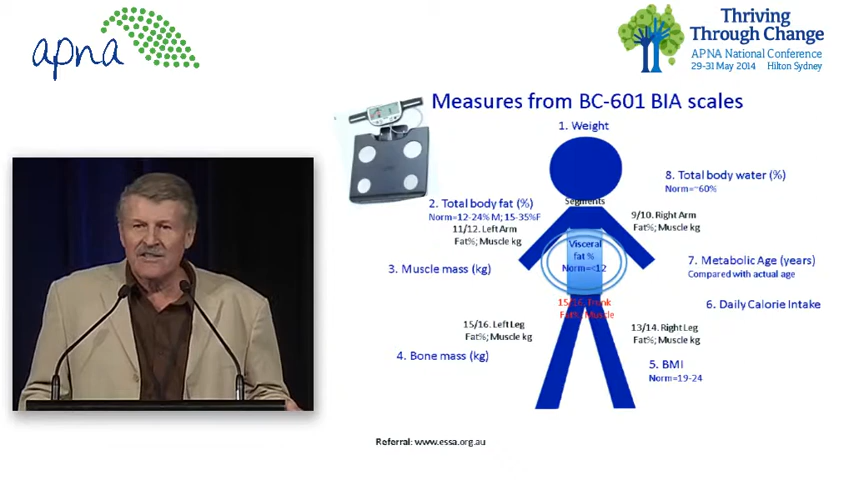 apna
Thriving
Through Change
APNA National Conference
29-31 May 2014 Hilton Sydney
Measures from BC-601 BIA scales
1. Weight
8. Total body water (%)
Norm=~60%
Segments
2. Total body fat (%)
Norm=12-24% M; 15-35%F
11/12. Left Arm
Fat%; Muscle kg
9/10. Right Arm
Fat%; Muscle kg
Visceral
fat %
Norm=<12
3. Muscle mass (kg)
7. Metabolic Age (years)
Compared with actual age
15/16. Trunk
Fat%; Muscle
6. Daily Calorie Intake
15/16. Left Leg
Fat%; Muscle kg
13/14. Right Leg
Fat%; Muscle kg
4. Bone mass (kg)
5. BMI
Norm=19-24
Referral: www.essa.org.au